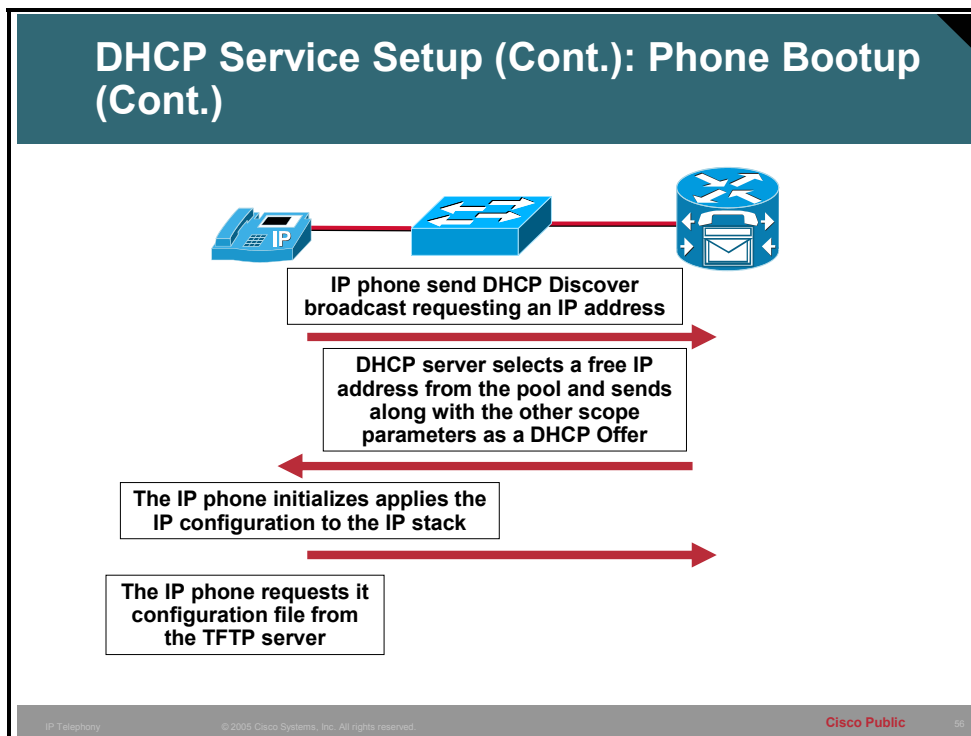 DHCP Service Setup (Cont.): Phone Bootup
(Cont.)
IP
IP phone send DHCP Discover
broadcast requesting an IP address
DHCP server selects a free IP
address from the pool and sends
along with the other scope
parameters as a DHCP Offer
The IP phone initializes applies the
IP configuration to the IP stack
The IP phone requests it
configuration file from
the TFTP server
IP Telephony
© 2005 Cisco Systems, Inc. All rights reserved.
Cisco Public
56